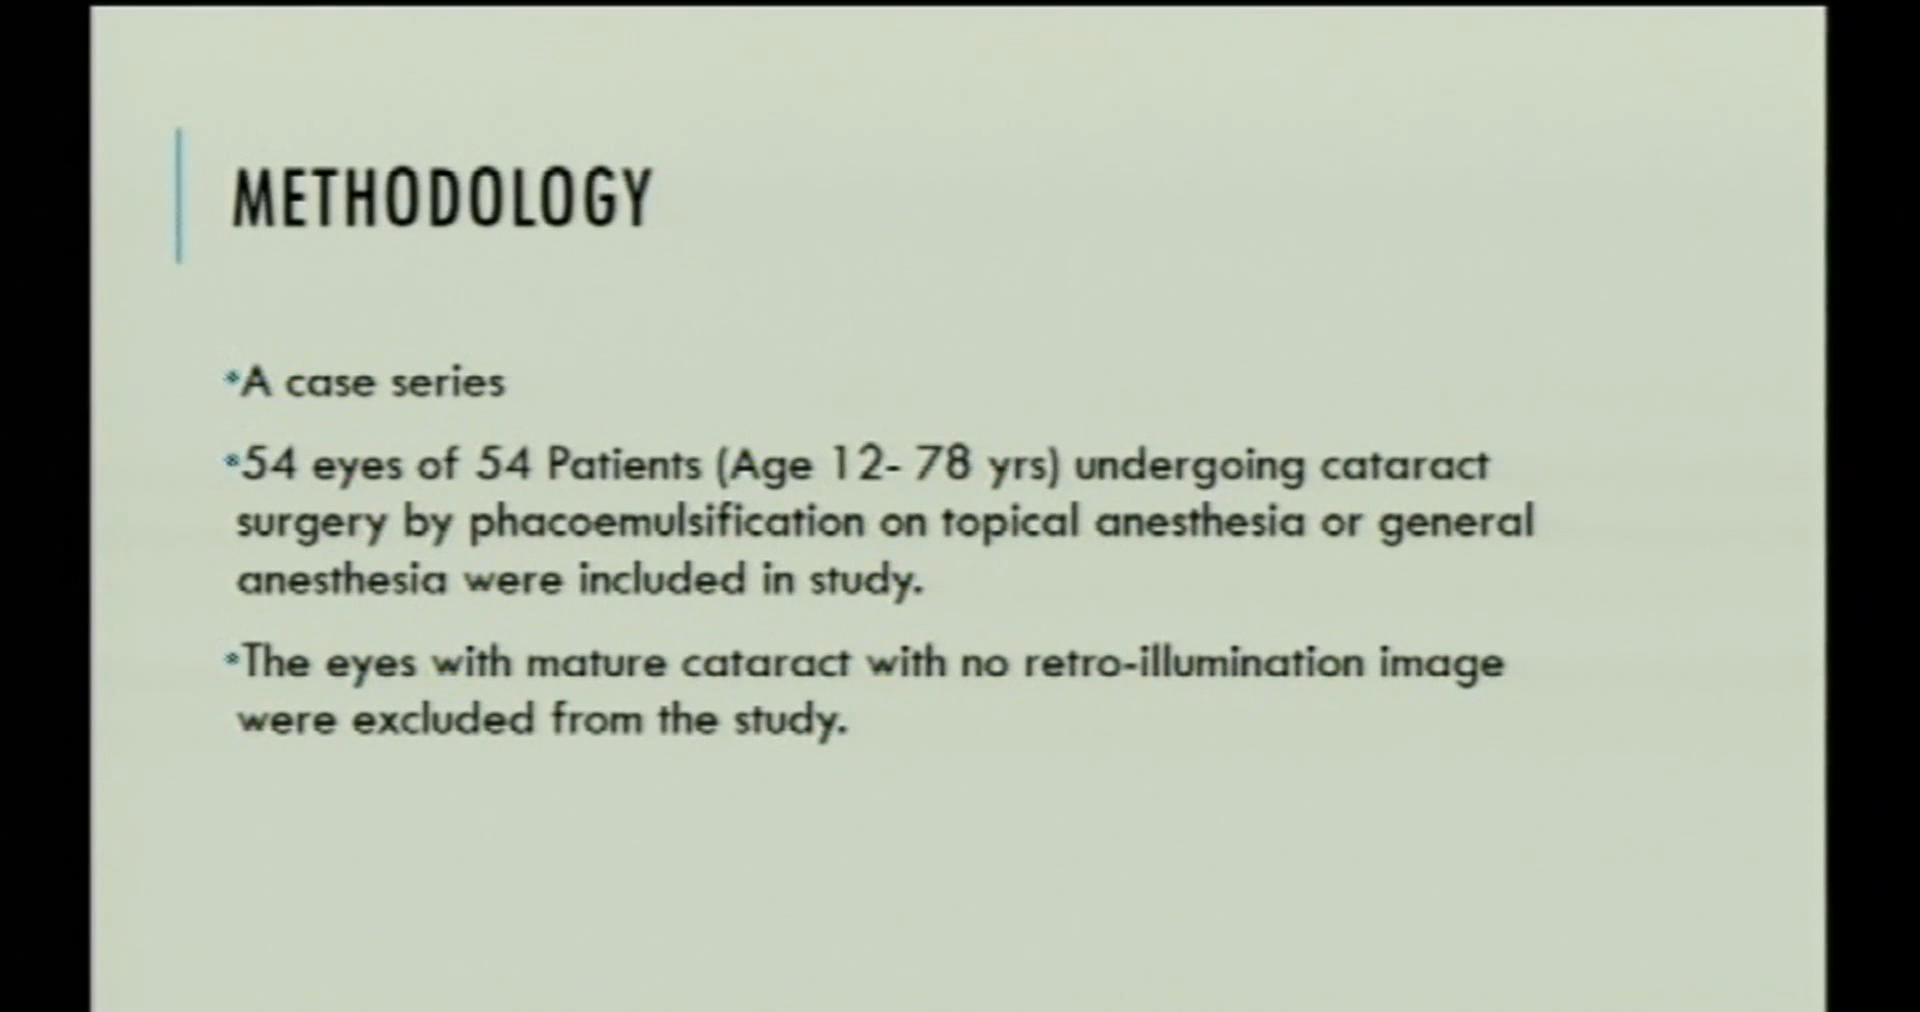 METHODOLOGY
•A case series
•54 eyes of 54 Patients (Age 12- 78 yrs) undergoing cataract
surgery by phacoemulsification on topical anesthesia or general
anesthesia were included in study.
•The eyes with mature cataract with no retro-illumination image
were excluded from the study.